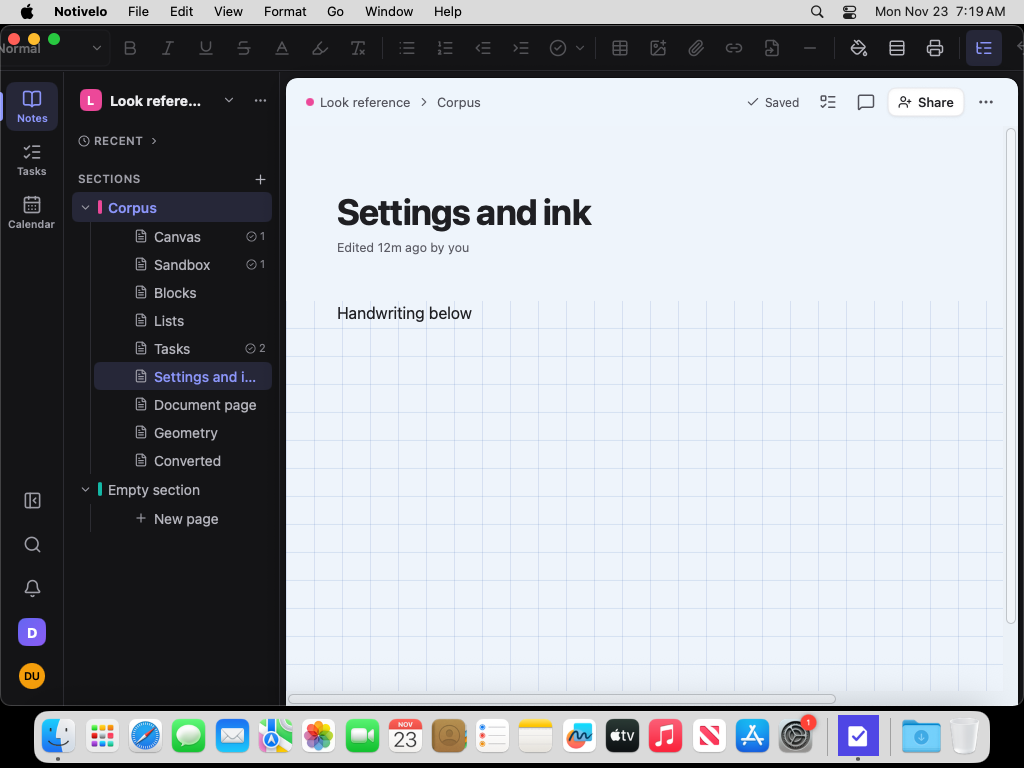 Notivelo File Edit View Format Go Window Help Mon Nov 23 7:19 AM
Normal
Notes
Tasks
Calendar
L Look refere...
RECENT
SECTIONS
Corpus
Canvas 1
Sandbox 1
Blocks
Lists
Tasks 2
Settings and i...
Document page
Geometry
Converted
Empty section
New page
D
DU
Look reference > Corpus
Saved
Share
Settings and ink
Edited 12m ago by you
Handwriting below
NOV
23
tv
1